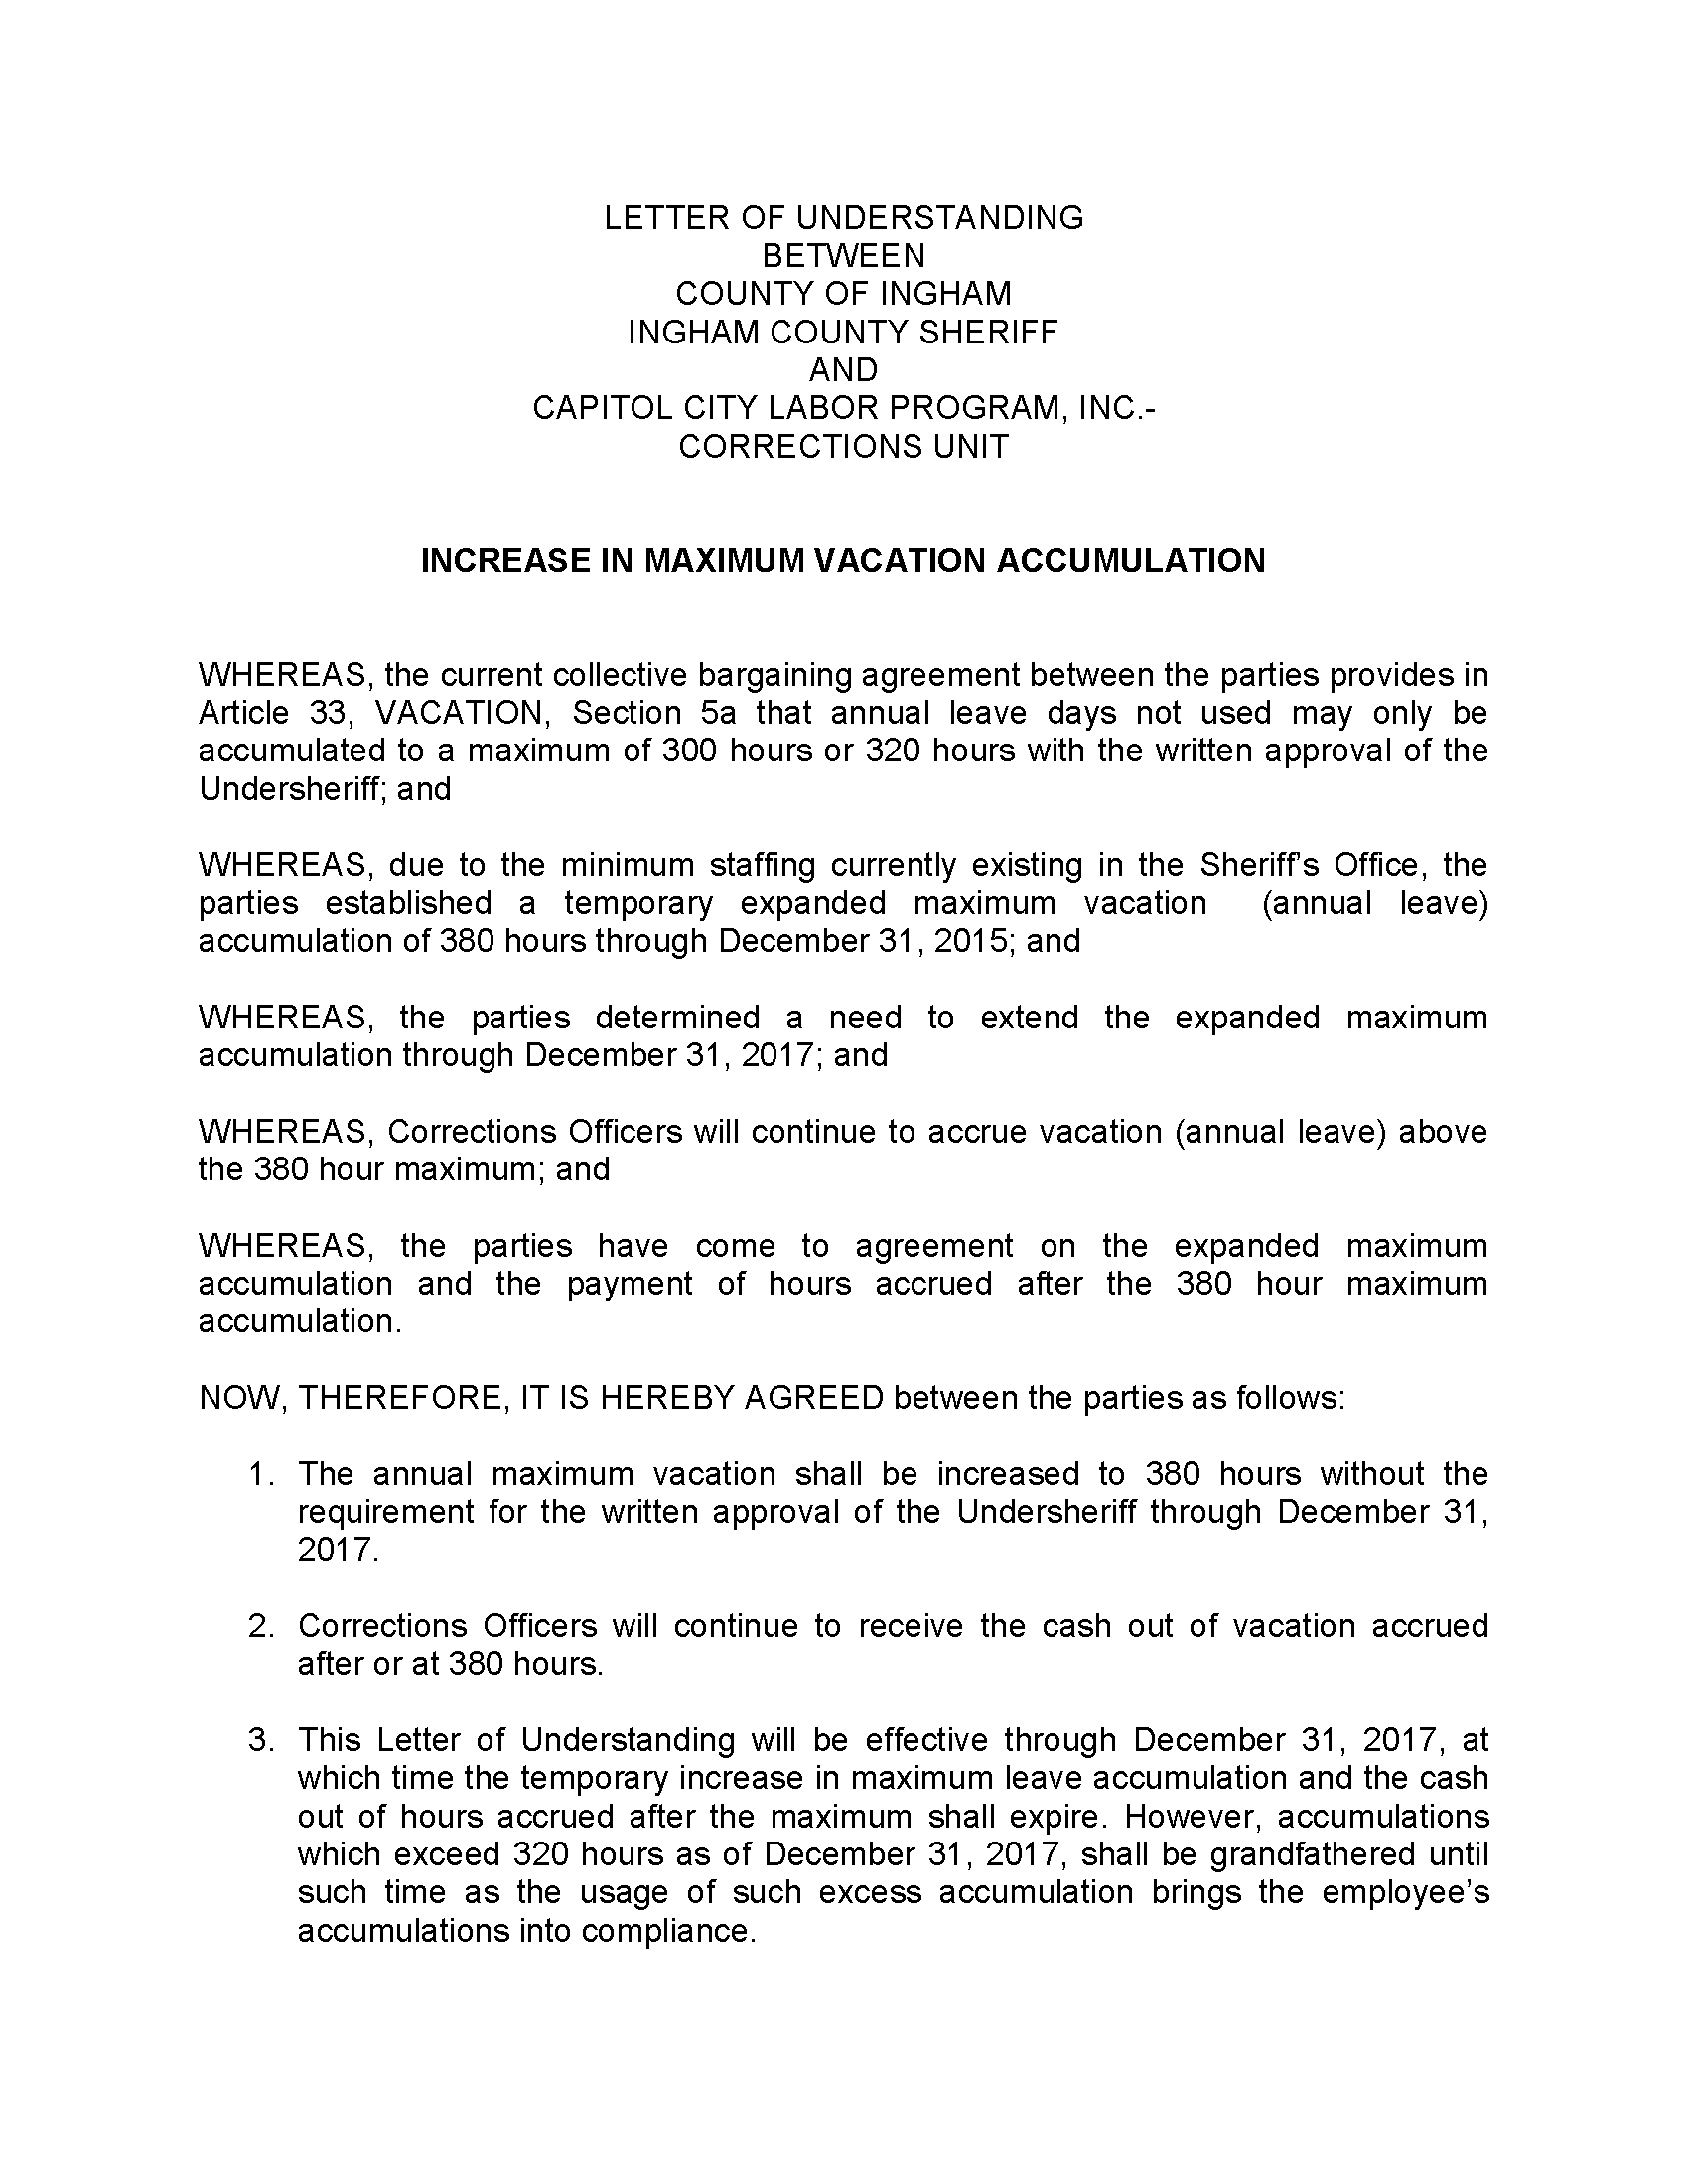 LETTER OF UNDERSTANDING
BETWEEN
COUNTY OF INGHAM
INGHAM COUNTY SHERIFF
AND
CAPITOL CITY LABOR PROGRAM, INC.-
CORRECTIONS UNIT
INCREASE IN MAXIMUM VACATION ACCUMULATION
WHEREAS, the current collective bargaining agreement between the parties provides in
Article 33, VACATION, Section 5a that annual leave days not used may only be
accumulated to a maximum of 300 hours or 320 hours with the written approval of the
Undersheriff; and
WHEREAS, due to the minimum staffing currently existing in the Sheriff's Office, the
parties established a temporary expanded maximum vacation (annual leave)
accumulation of 380 hours through December 31, 2015; and
WHEREAS, the parties determined a need to extend the expanded maximum
accumulation through December 31, 2017; and
WHEREAS, Corrections Officers will continue to accrue vacation (annual leave) above
the 380 hour maximum; and
WHEREAS, the parties have come to agreement on the expanded maximum
accumulation and the payment of hours accrued after the 380 hour maximum
accumulation.
NOW, THEREFORE, IT IS HEREBY AGREED between the parties as follows:
1. The annual maximum vacation shall be increased to 380 hours without the
requirement for the written approval of the Undersheriff through December 31,
2017.
2. Corrections Officers will continue to receive the cash out of vacation accrued
after or at 380 hours.
3. This Letter of Understanding will be effective through December 31, 2017, at
which time the temporary increase in maximum leave accumulation and the cash
out of hours accrued after the maximum shall expire. However, accumulations
which exceed 320 hours as of December 31, 2017, shall be grandfathered until
such time as the usage of such excess accumulation brings the employee's
accumulations into compliance.